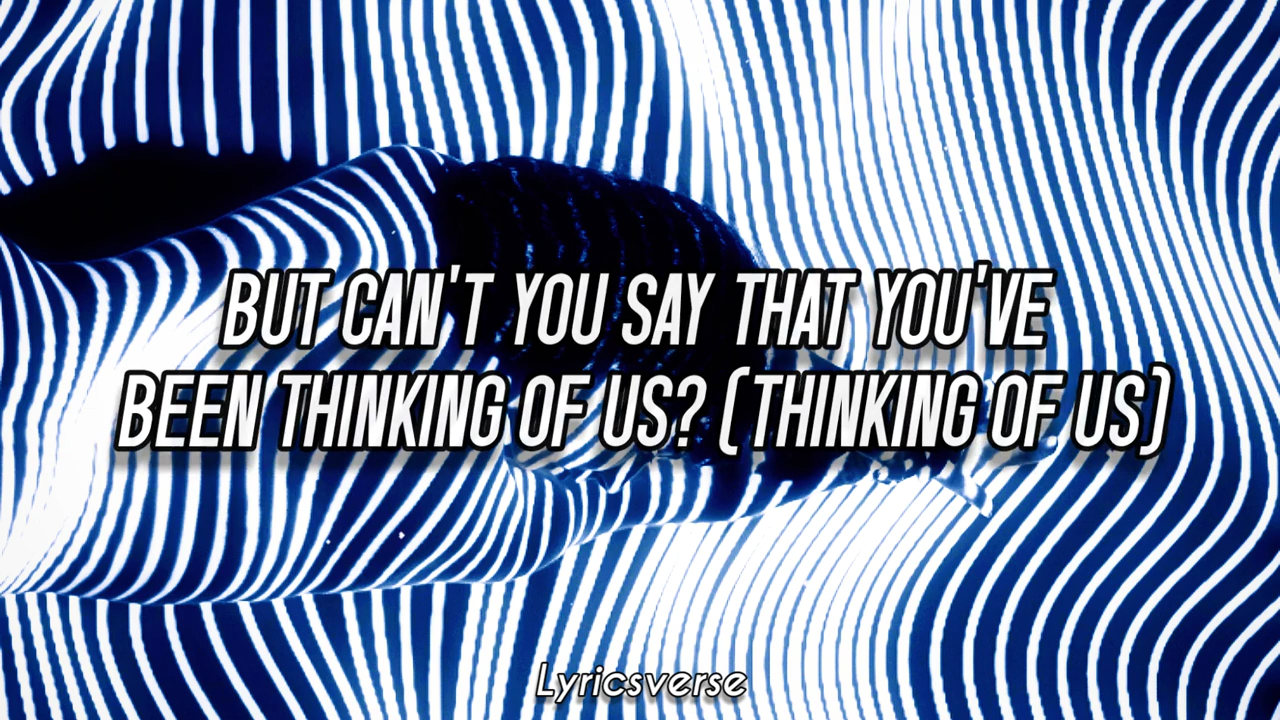 BUT CAN'T YOU SAY THAT YOU'VE
BEEN THINKING OF US? (THINKING OF US)
Lyricsverse